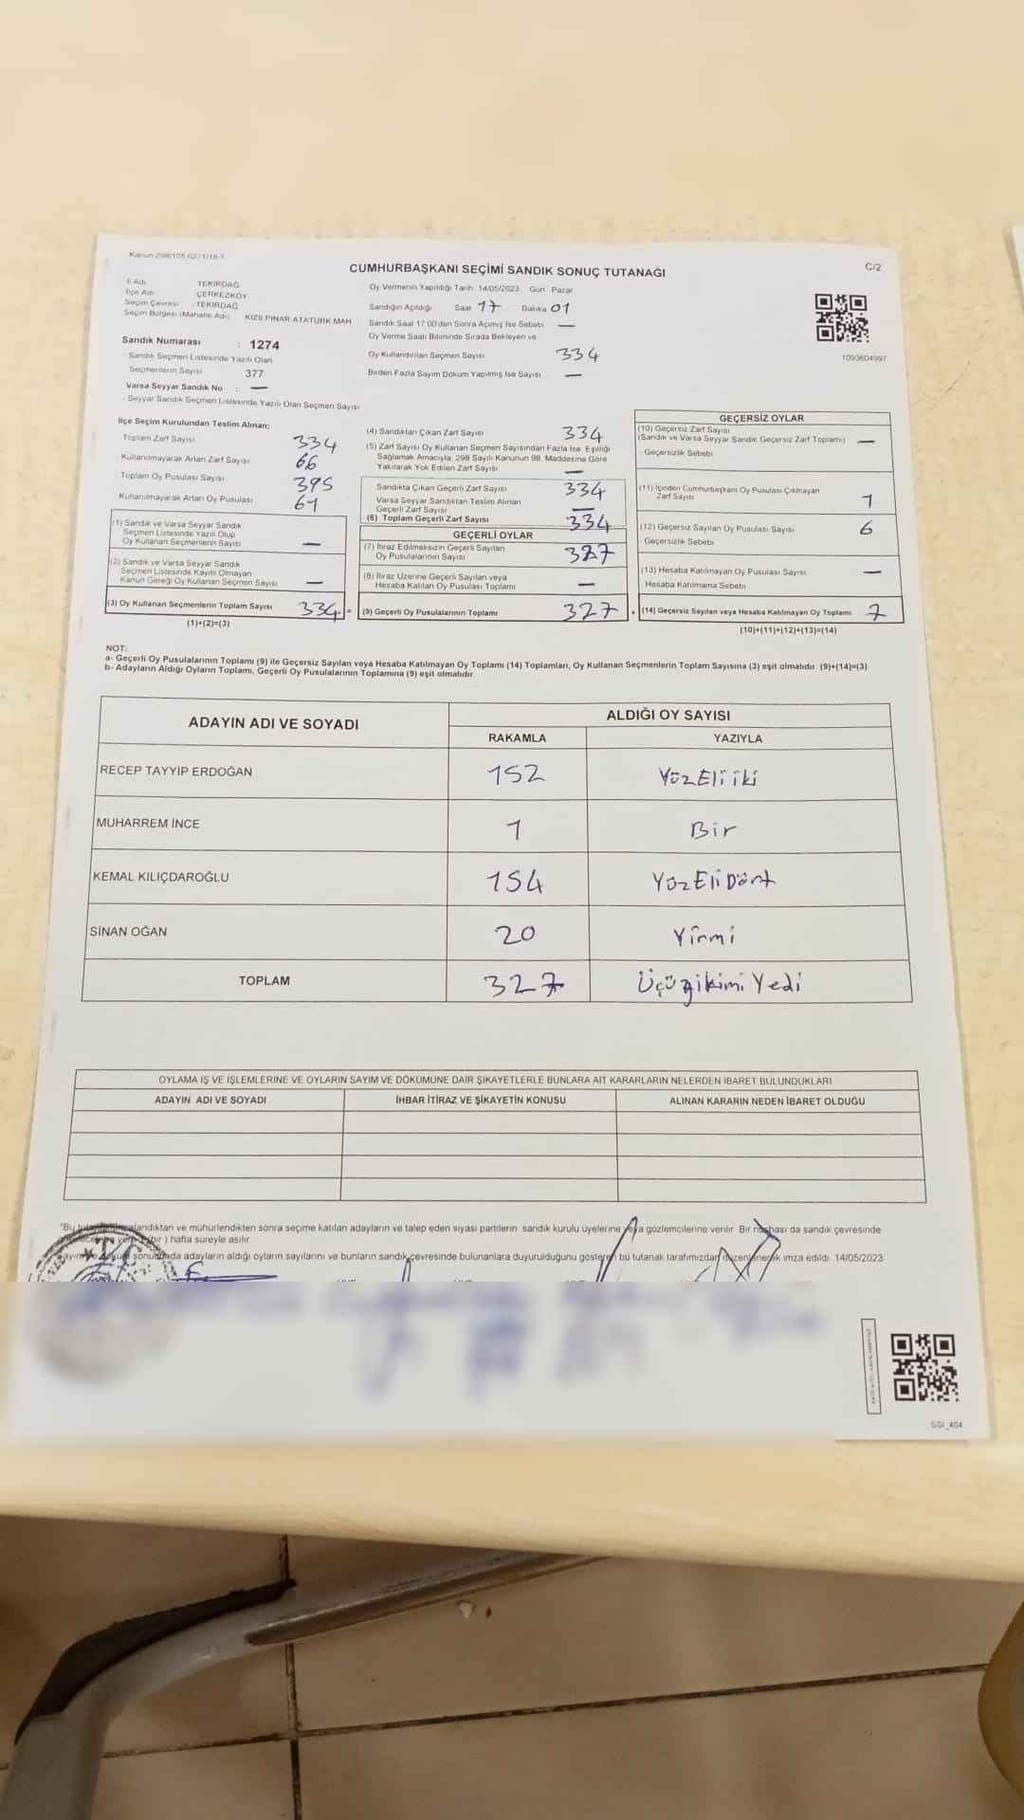 CUMHURBAŞKANI SEÇİMİ SANDIK SONUÇ TUTANAĞI
C/2
İl Adı TEKİRDAĞ
İlçe Adı ÇERKEZKÖY
Seçim Çevresi TEKİRDAĞ
Seçim Bölgesi (Mahalle Adı) KIZILPINAR ATATÜRK MAH
Sandık Numarası : 1274
Sandık Seçmen Listesinde Yazılı Olan
Seçmenlerin Sayısı 377
Varsa Seyyar Sandık No : —
Seyyar Sandık Seçmen Listesinde Yazılı Olan Seçmen Sayısı
Oy Vermenin Yapıldığı Tarih 14/05/2023 Gün Pazar
Sandığın Açıldığı Saat 17 Dakika 01
Sandık Saat 17:00'den Sonra Açılmış İse Sebebi —
Oy Verme Saati Bitiminde Sırada Bekleyen ve
Oy Kullandırılan Seçmen Sayısı 334
Birden Fazla Sayım Döküm Yapılmış İse Sayısı —
1093604997
İlçe Seçim Kurulundan Teslim Alınan;
Toplam Zarf Sayısı 334
Kullanılmayarak Artan Zarf Sayısı 66
Toplam Oy Pusulası Sayısı 395
Kullanılmayarak Artan Oy Pusulası 61
(1) Sandık ve Varsa Seyyar Sandık
Seçmen Listesinde Yazılı Olup
Oy Kullanan Seçmenlerin Sayısı —
(2) Sandık ve Varsa Seyyar Sandık
Seçmen Listesinde Kayıtlı Olmayan
Kanun Gereği Oy Kullanan Seçmen Sayısı —
(3) Oy Kullanan Seçmenlerin Toplam Sayısı 334 =
(1)+(2)=(3)
(4) Sandıktan Çıkan Zarf Sayısı 334
(5) Zarf Sayısı Oy Kullanan Seçmen Sayısından Fazla İse, Eşitliği
Sağlamak Amacıyla 298 Sayılı Kanunun 98. Maddesine Göre
Yakılarak Yok Edilen Zarf Sayısı —
Sandıkta Çıkan Geçerli Zarf Sayısı 334
Varsa Seyyar Sandıktan Teslim Alınan
Geçerli Zarf Sayısı —
(6) Toplam Geçerli Zarf Sayısı 334
GEÇERLİ OYLAR
(7) İtiraz Edilmeksizin Geçerli Sayılan
Oy Pusulalarının Sayısı 327
(8) İtiraz Üzerine Geçerli Sayılan veya
Hesaba Katılan Oy Pusulası Toplamı —
(9) Geçerli Oy Pusulalarının Toplamı 327 +
GEÇERSİZ OYLAR
(10) Geçersiz Zarf Sayısı
(Sandık ve Varsa Seyyar Sandık Geçersiz Zarf Toplamı) —
Geçersizlik Sebebi
(11) İçinden Cumhurbaşkanı Oy Pusulası Çıkmayan
Zarf Sayısı 1
(12) Geçersiz Sayılan Oy Pusulası Sayısı 6
Geçersizlik Sebebi
(13) Hesaba Katılmayan Oy Pusulası Sayısı —
Hesaba Katılmama Sebebi
(14) Geçersiz Sayılan veya Hesaba Katılmayan Oy Toplamı 7
(10)+(11)+(12)+(13)=(14)
NOT:
a- Geçerli Oy Pusulalarının Toplamı (9) ile Geçersiz Sayılan veya Hesaba Katılmayan Oy Toplamı (14) Toplamları, Oy Kullanan Seçmenlerin Toplam Sayısına (3) eşit olmalıdır. (9)+(14)=(3)
b- Adayların Aldığı Oyların Toplamı, Geçerli Oy Pusulalarının Toplamına (9) eşit olmalıdır
ADAYIN ADI VE SOYADI ALDIĞI OY SAYISI
RAKAMLA YAZIYLA
RECEP TAYYİP ERDOĞAN 152 YüzEliiki
MUHARREM İNCE 1 Bir
KEMAL KILIÇDAROĞLU 154 YüzEliDört
SİNAN OĞAN 20 Yirmi
TOPLAM 327 Üçüzikimi Yedi
OYLAMA İŞ VE İŞLEMLERİNE VE OYLARIN SAYIM VE DÖKÜMÜNE DAİR ŞİKAYETLERLE BUNLARA AİT KARARLARIN NELERDEN İBARET BULUNDUKLARI
ADAYIN ADI VE SOYADI İHBAR İTİRAZ VE ŞİKAYETİN KONUSU ALINAN KARARIN NEDEN İBARET OLDUĞU
"Bu imzalandıktan ve mühürlendikten sonra seçime katılan adayların ve talep eden siyasi partilerin sandık kurulu üyelerine veya gözlemcilerine verilir. Bir nüshası da sandık çevresinde
bir) hafta süreyle asılır
sonucunda adayların aldığı oyların sayılarını ve bunların sandık çevresinde bulunanlara duyurulduğunu gösteren bu tutanak tarafımızdan düzenlenerek imza edildi. 14/05/2023